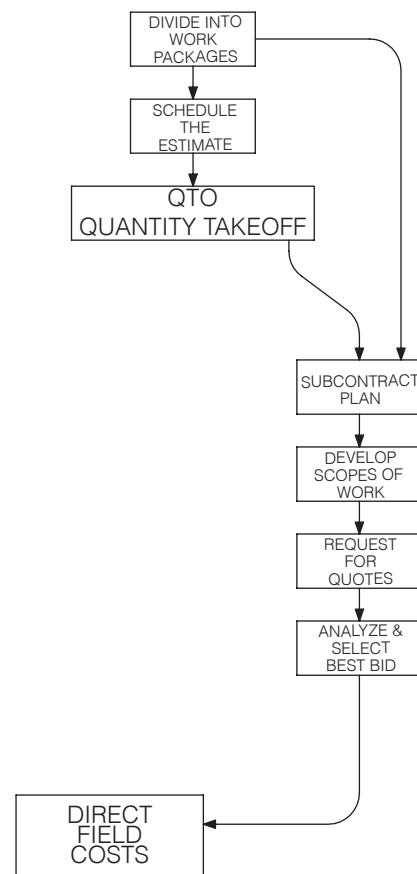 DIVIDE INTO
WORK
PACKAGES
SCHEDULE
THE
ESTIMATE
QTO
QUANTITY TAKEOFF
SUBCONTRACT
PLAN
DEVELOP
SCOPES OF
WORK
REQUEST
FOR
QUOTES
ANALYZE &
SELECT
BEST BID
DIRECT
FIELD
COSTS